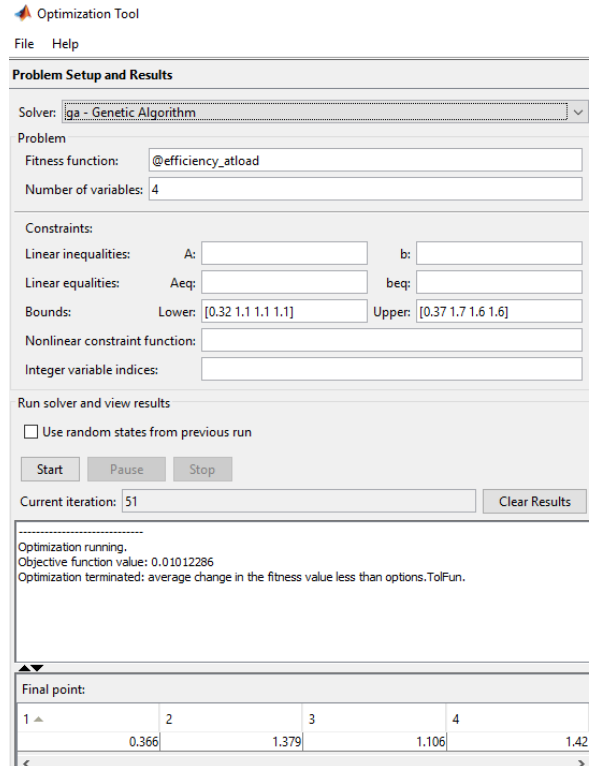 Optimization Tool
File Help
Problem Setup and Results
Solver: ga - Genetic Algorithm
Problem
Fitness function: @efficiency_atload
Number of variables: 4
Constraints:
Linear inequalities: A: b:
Linear equalities: Aeq: beq:
Bounds: Lower: [0.32 1.1 1.1 1.1] Upper: [0.37 1.7 1.6 1.6]
Nonlinear constraint function:
Integer variable indices:
Run solver and view results
Use random states from previous run
Start Pause Stop
Current iteration: 51 Clear Results
-----------------------------
Optimization running.
Objective function value: 0.01012286
Optimization terminated: average change in the fitness value less than options.TolFun.
Final point:
1 2 3 4
0.366 1.379 1.106 1.42